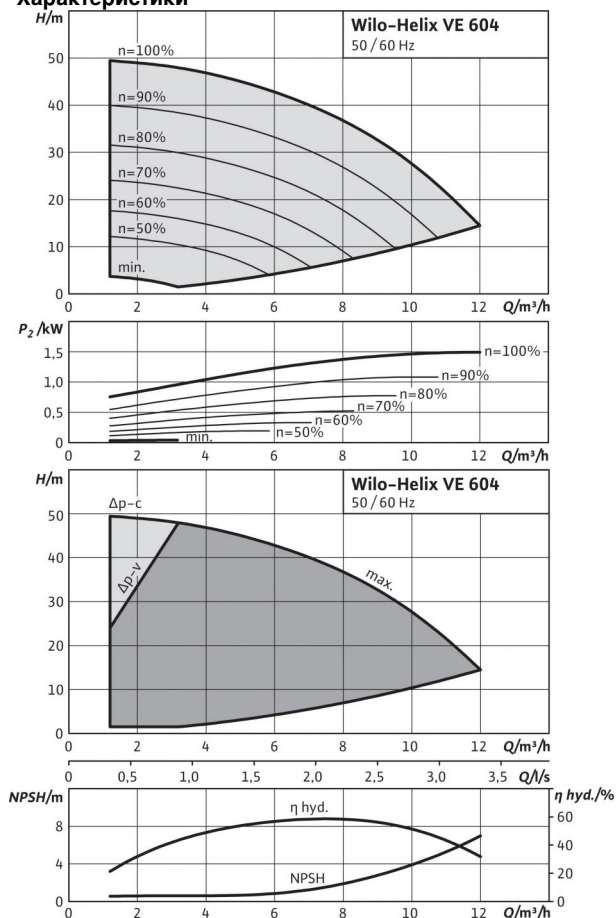 Характеристики
H/m
Wilo-Helix VE 604
50 / 60 Hz
50
40
30
20
10
0
n=100%
n=90%
n=80%
n=70%
n=60%
n=50%
min.
0 2 4 6 8 10 12 Q/m³/h
P₂ /kW
1,5
1,0
0,5
0
n=100%
n=90%
n=80%
n=70%
n=60%
n=50%
min.
0 2 4 6 8 10 12 Q/m³/h
H/m
Wilo-Helix VE 604
50 / 60 Hz
Δp-c
50
40
30
20
10
0
Δp-v
max.
0 2 4 6 8 10 12 Q/m³/h
0 0,5 1,0 1,5 2,0 2,5 3,0 3,5 Q/l/s
NPSH/m
η hyd./%
8
4
0
60
40
20
0
η hyd.
NPSH
0 2 4 6 8 10 12 Q/m³/h